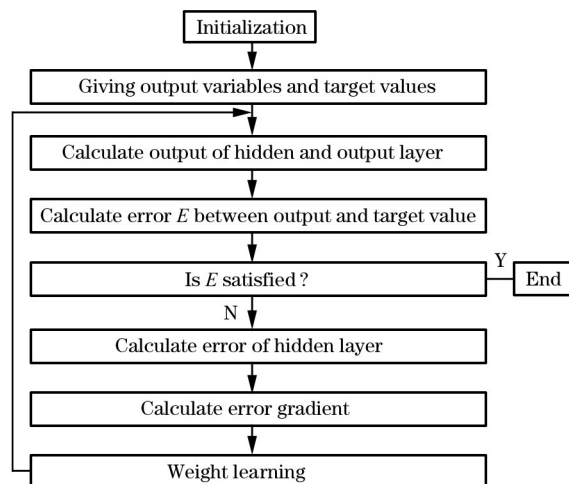 Initialization
Giving output variables and target values
Calculate output of hidden and output layer
Calculate error E between output and target value
Is E satisfied ?
Y
End
N
Calculate error of hidden layer
Calculate error gradient
Weight learning